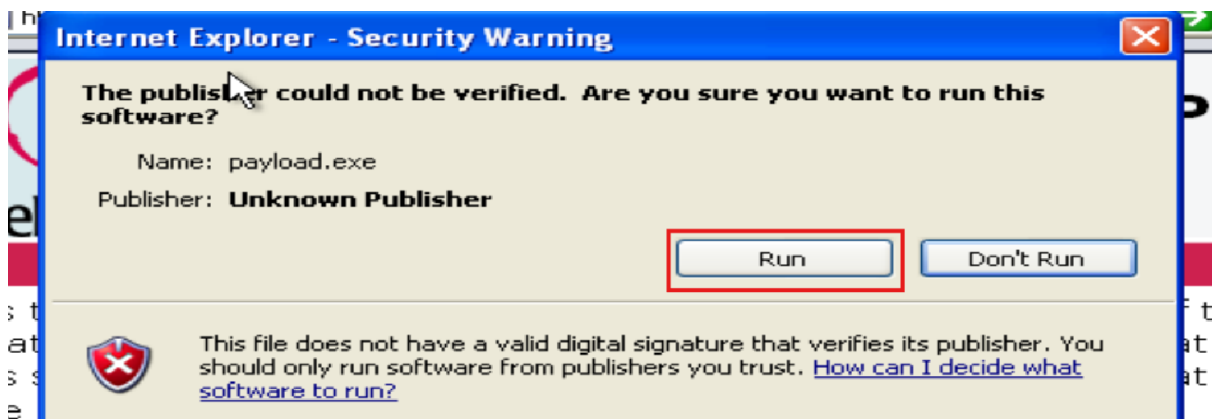 Internet Explorer - Security Warning
The publisher could not be verified. Are you sure you want to run this
software?
Name: payload.exe
Publisher: Unknown Publisher
Run Don't Run
This file does not have a valid digital signature that verifies its publisher. You
should only run software from publishers you trust. How can I decide what
software to run?